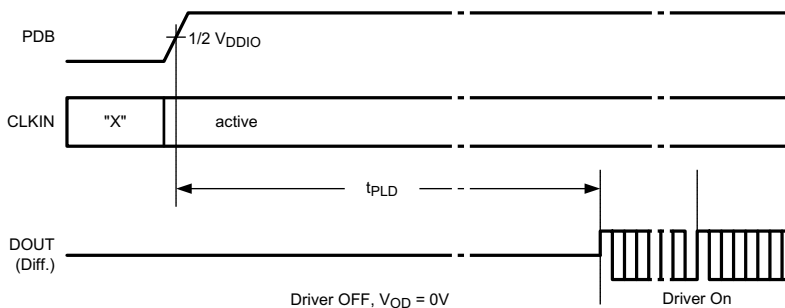 PDB
1/2 VDDIO
CLKIN
"X"
active
tPLD
DOUT
(Diff.)
Driver OFF, VOD = 0V
Driver On